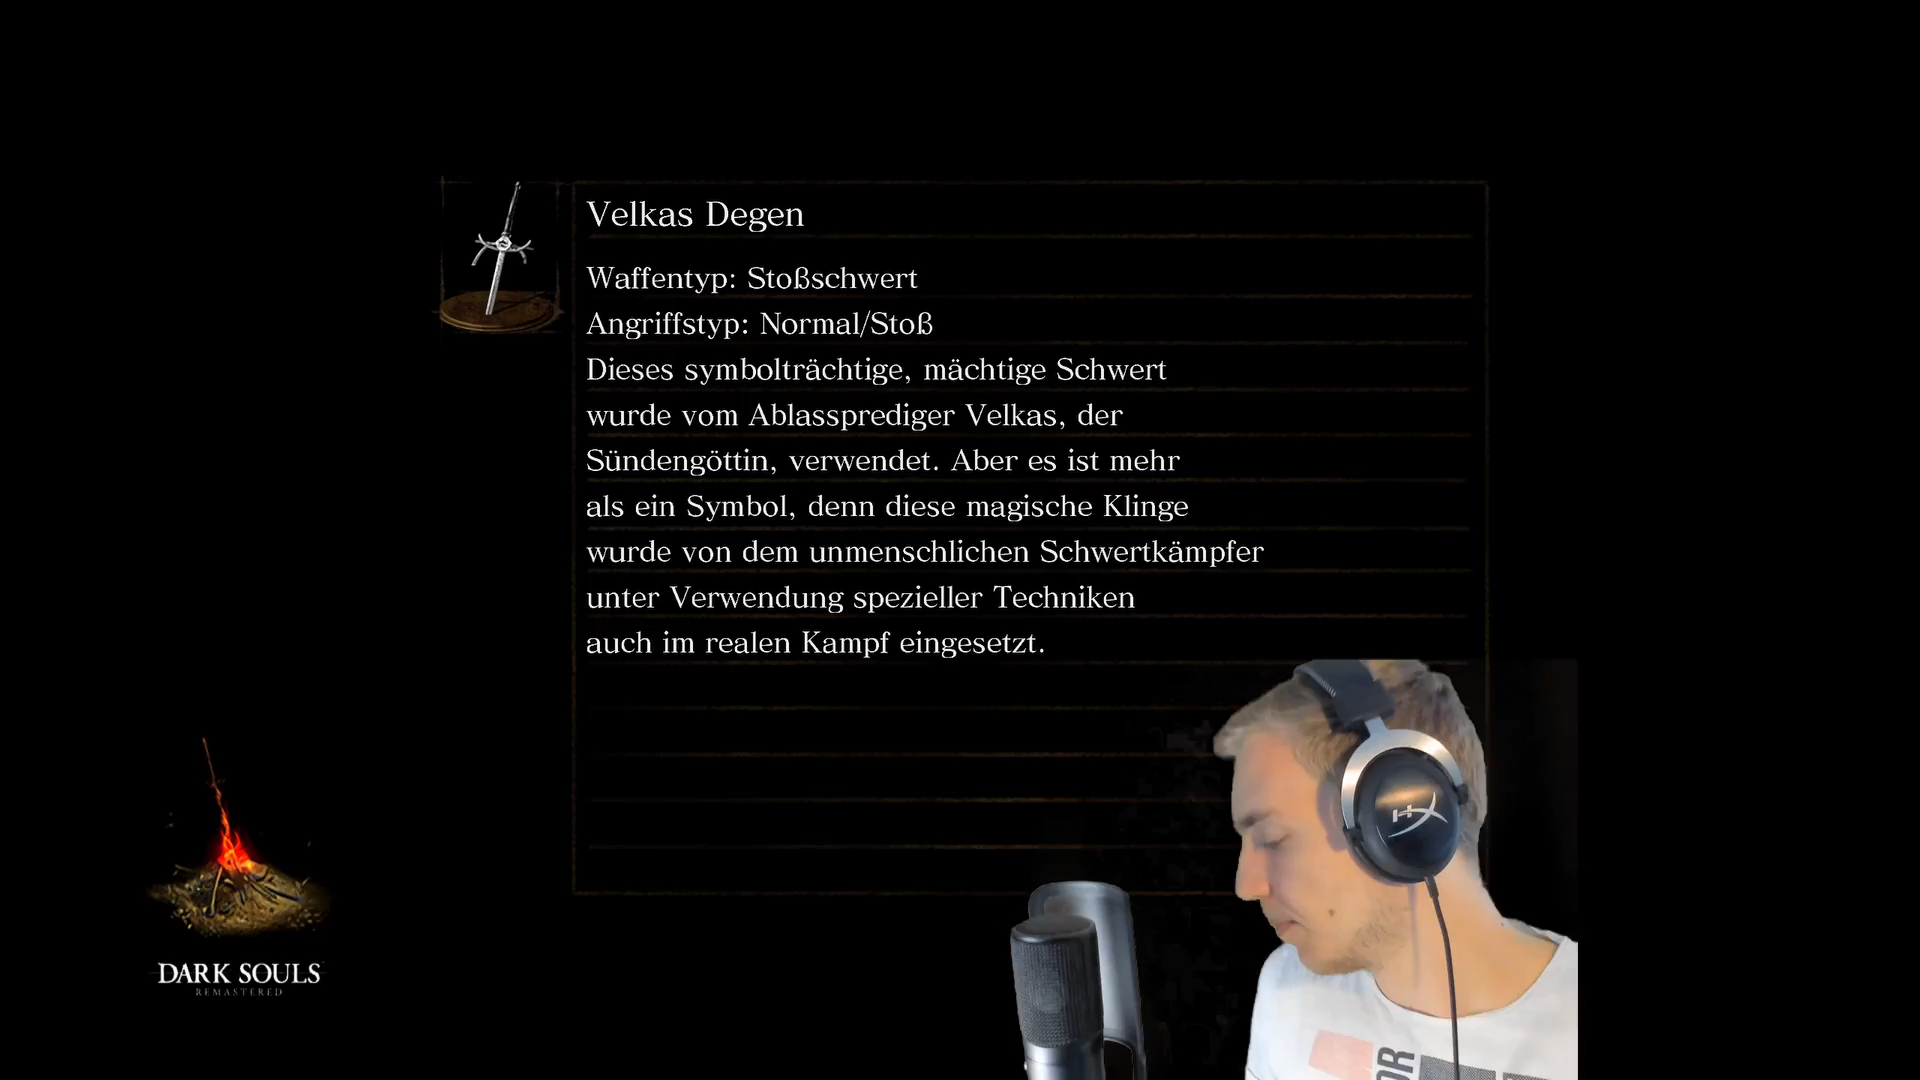 Velkas Degen
Waffentyp: Stoßschwert
Angriffstyp: Normal/Stoß
Dieses symbolträchtige, mächtige Schwert
wurde vom Ablassprediger Velkas, der
Sündengöttin, verwendet. Aber es ist mehr
als ein Symbol, denn diese magische Klinge
wurde von dem unmenschlichen Schwertkämpfer
unter Verwendung spezieller Techniken
auch im realen Kampf eingesetzt.
DARK SOULS
REMASTERED
HX